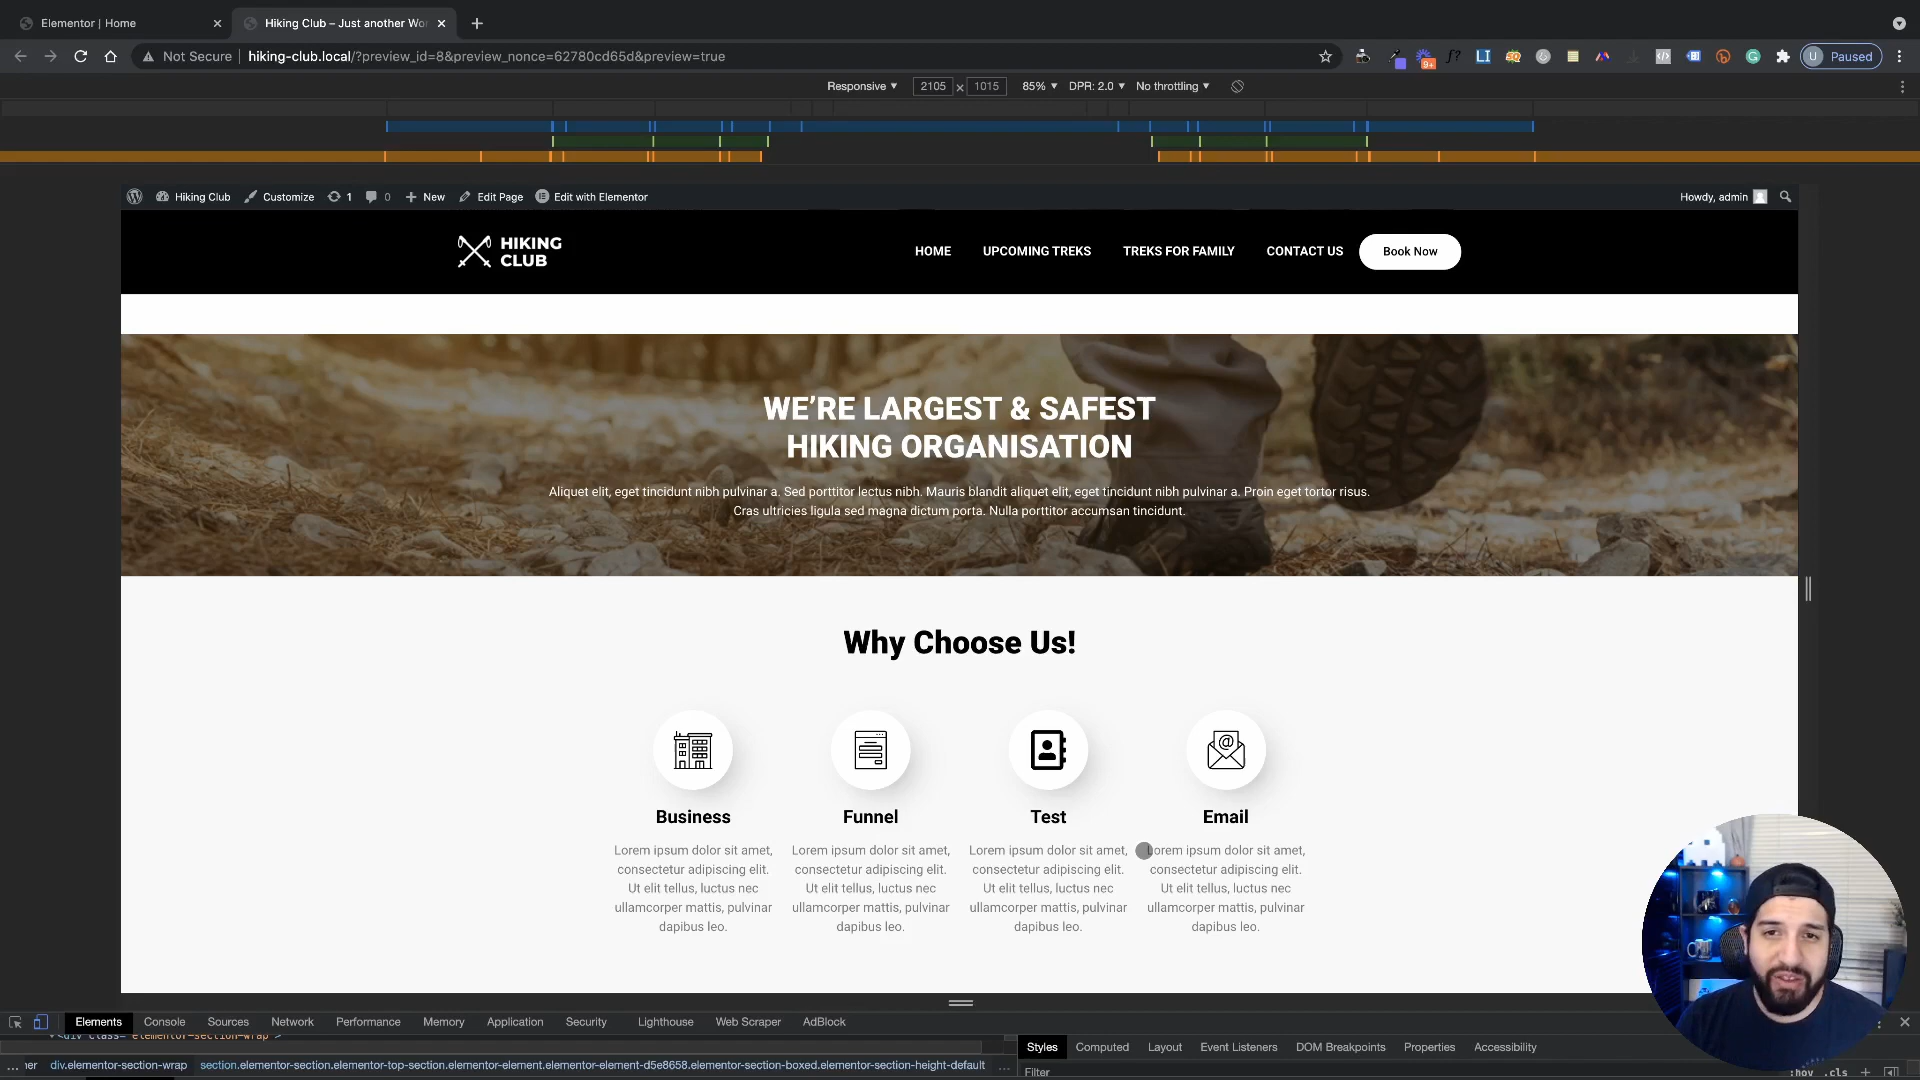 Elementor | Home
Hiking Club – Just another Wor
Not Secure
hiking-club.local/?preview_id=8&preview_nonce=62780cd65d&preview=true
9+
f?
LI
U Paused
Responsive
2105
1015
85%
DPR: 2.0
No throttling
Hiking Club
Customize
1
0
New
Edit Page
Edit with Elementor
Howdy, admin
HIKING
CLUB
HOME
UPCOMING TREKS
TREKS FOR FAMILY
CONTACT US
Book Now
WE’RE LARGEST & SAFEST
HIKING ORGANISATION
Aliquet elit, eget tincidunt nibh pulvinar a. Sed porttitor lectus nibh. Mauris blandit aliquet elit, eget tincidunt nibh pulvinar a. Proin eget tortor risus.
Cras ultricies ligula sed magna dictum porta. Nulla porttitor accumsan tincidunt.
Why Choose Us!
Business
Lorem ipsum dolor sit amet,
consectetur adipiscing elit.
Ut elit tellus, luctus nec
ullamcorper mattis, pulvinar
dapibus leo.
Funnel
Lorem ipsum dolor sit amet,
consectetur adipiscing elit.
Ut elit tellus, luctus nec
ullamcorper mattis, pulvinar
dapibus leo.
Test
Lorem ipsum dolor sit amet,
consectetur adipiscing elit.
Ut elit tellus, luctus nec
ullamcorper mattis, pulvinar
dapibus leo.
Email
Lorem ipsum dolor sit amet,
consectetur adipiscing elit.
Ut elit tellus, luctus nec
ullamcorper mattis, pulvinar
dapibus leo.
Elements
Console
Sources
Network
Performance
Memory
Application
Security
Lighthouse
Web Scraper
AdBlock
<div class="elementor-section-wrap">
... ner
div.elementor-section-wrap
section.elementor-section.elementor-top-section.elementor-element.elementor-element-d5e8658.elementor-section-boxed.elementor-section-height-default
...
Styles
Computed
Layout
Event Listeners
DOM Breakpoints
Properties
Accessibility
Filter
:hov
.cls